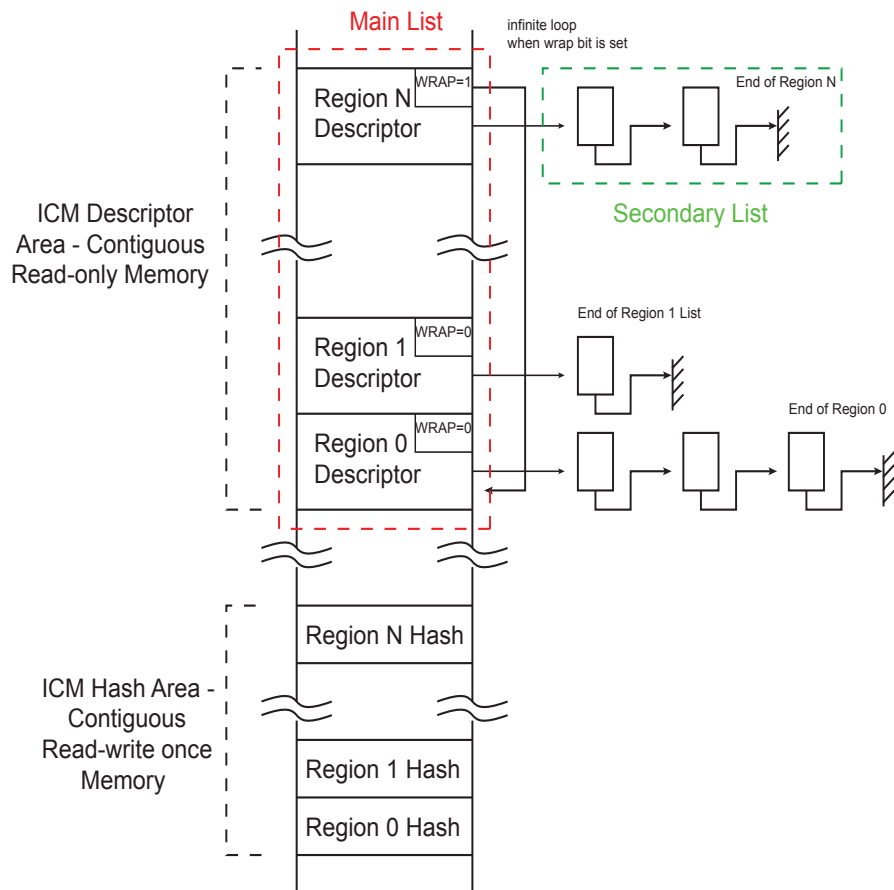 Main List
infinite loop
when wrap bit is set
WRAP=1
Region N
Descriptor
End of Region N
Secondary List
ICM Descriptor
Area - Contiguous
Read-only Memory
WRAP=0
Region 1
Descriptor
End of Region 1 List
WRAP=0
Region 0
Descriptor
End of Region 0
Region N Hash
ICM Hash Area -
Contiguous
Read-write once
Memory
Region 1 Hash
Region 0 Hash